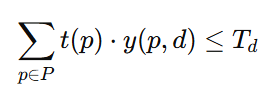 ∑_{p∈P} t(p) · y(p, d) ≤ T_d